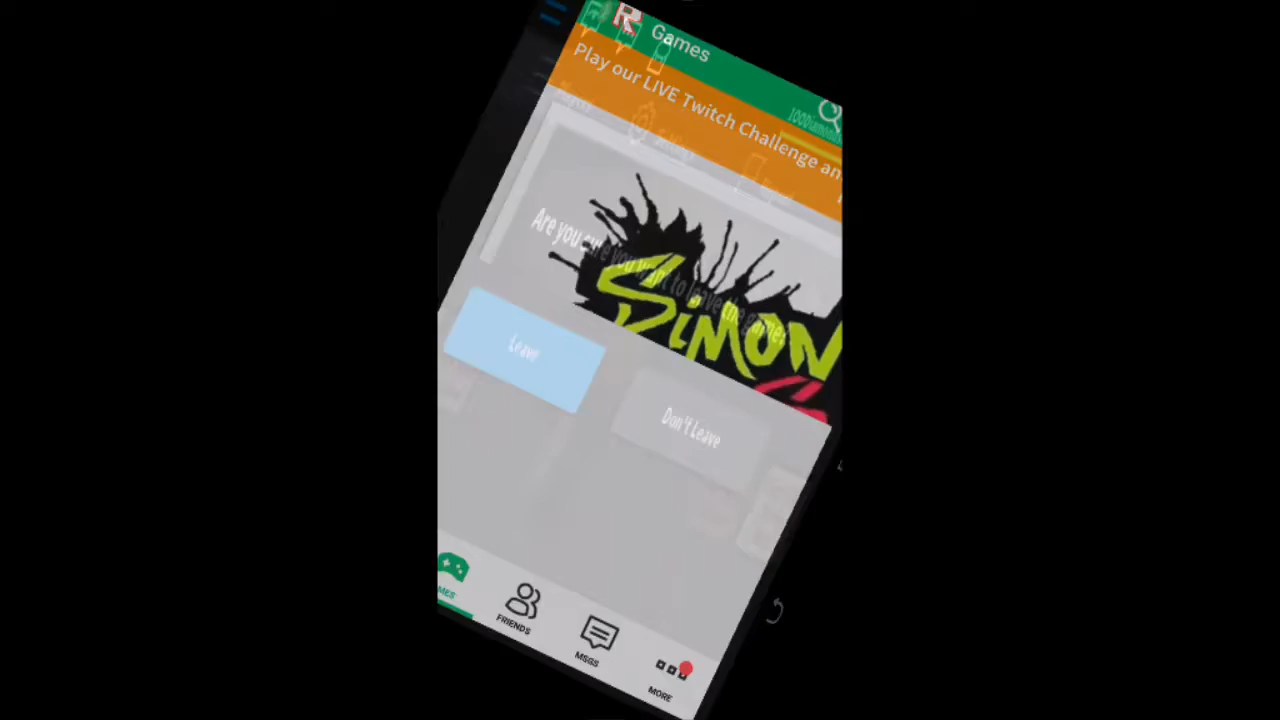 Games
Play our LIVE Twitch Challenge an
Settings
Are you sure you want to leave the game?
SIMON
Leave
Don't Leave
FRIENDS
MSGS
MORE